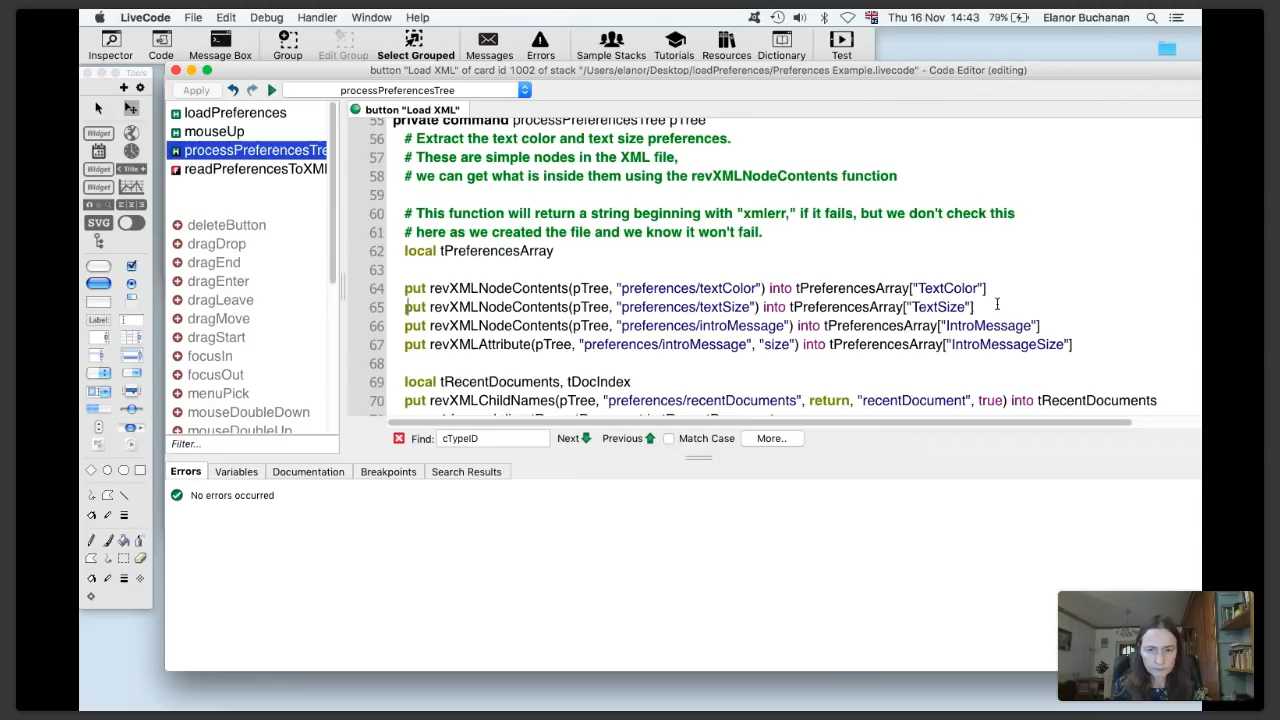 LiveCode File Edit Debug Handler Window Help Thu 16 Nov 14:43 79% Elanor Buchanan
Inspector Code Message Box Group Edit Group Select Grouped Messages Errors Sample Stacks Tutorials Resources Dictionary Test
button "Load XML" of card id 1002 of stack "/Users/elanor/Desktop/loadPreferences/Preferences Example.livecode" - Code Editor (editing)
Tools
Apply processPreferencesTree
button "Load XML"
loadPreferences
mouseUp
processPreferencesTre
readPreferencesToXMl
deleteButton
dragDrop
dragEnd
dragEnter
dragLeave
dragMove
dragStart
focusIn
focusOut
menuPick
mouseDoubleDown
mouseDoubleUp
Filter...
Widget
Widget
Title
Widget
SVG
Label:
55 private command processPreferencesTree pTree
56 # Extract the text color and text size preferences.
57 # These are simple nodes in the XML file,
58 # we can get what is inside them using the revXMLNodeContents function
59
60 # This function will return a string beginning with "xmlerr," if it fails, but we don't check this
61 # here as we created the file and we know it won't fail.
62 local tPreferencesArray
63
64 put revXMLNodeContents(pTree, "preferences/textColor") into tPreferencesArray["TextColor"]
65 put revXMLNodeContents(pTree, "preferences/textSize") into tPreferencesArray["TextSize"]
66 put revXMLNodeContents(pTree, "preferences/introMessage") into tPreferencesArray["IntroMessage"]
67 put revXMLAttribute(pTree, "preferences/introMessage", "size") into tPreferencesArray["IntroMessageSize"]
68
69 local tRecentDocuments, tDocIndex
70 put revXMLChildNames(pTree, "preferences/recentDocuments", return, "recentDocument", true) into tRecentDocuments
Find: cTypeID Next Previous Match Case More..
Errors Variables Documentation Breakpoints Search Results
No errors occurred